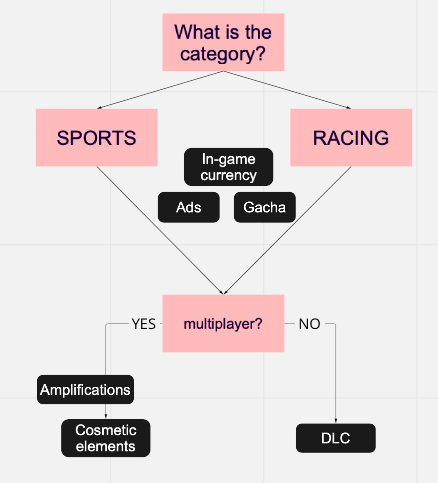 What is the
category?
SPORTS
RACING
In-game
currency
Ads
Gacha
YES
multiplayer?
NO
Amplifications
Cosmetic
elements
DLC